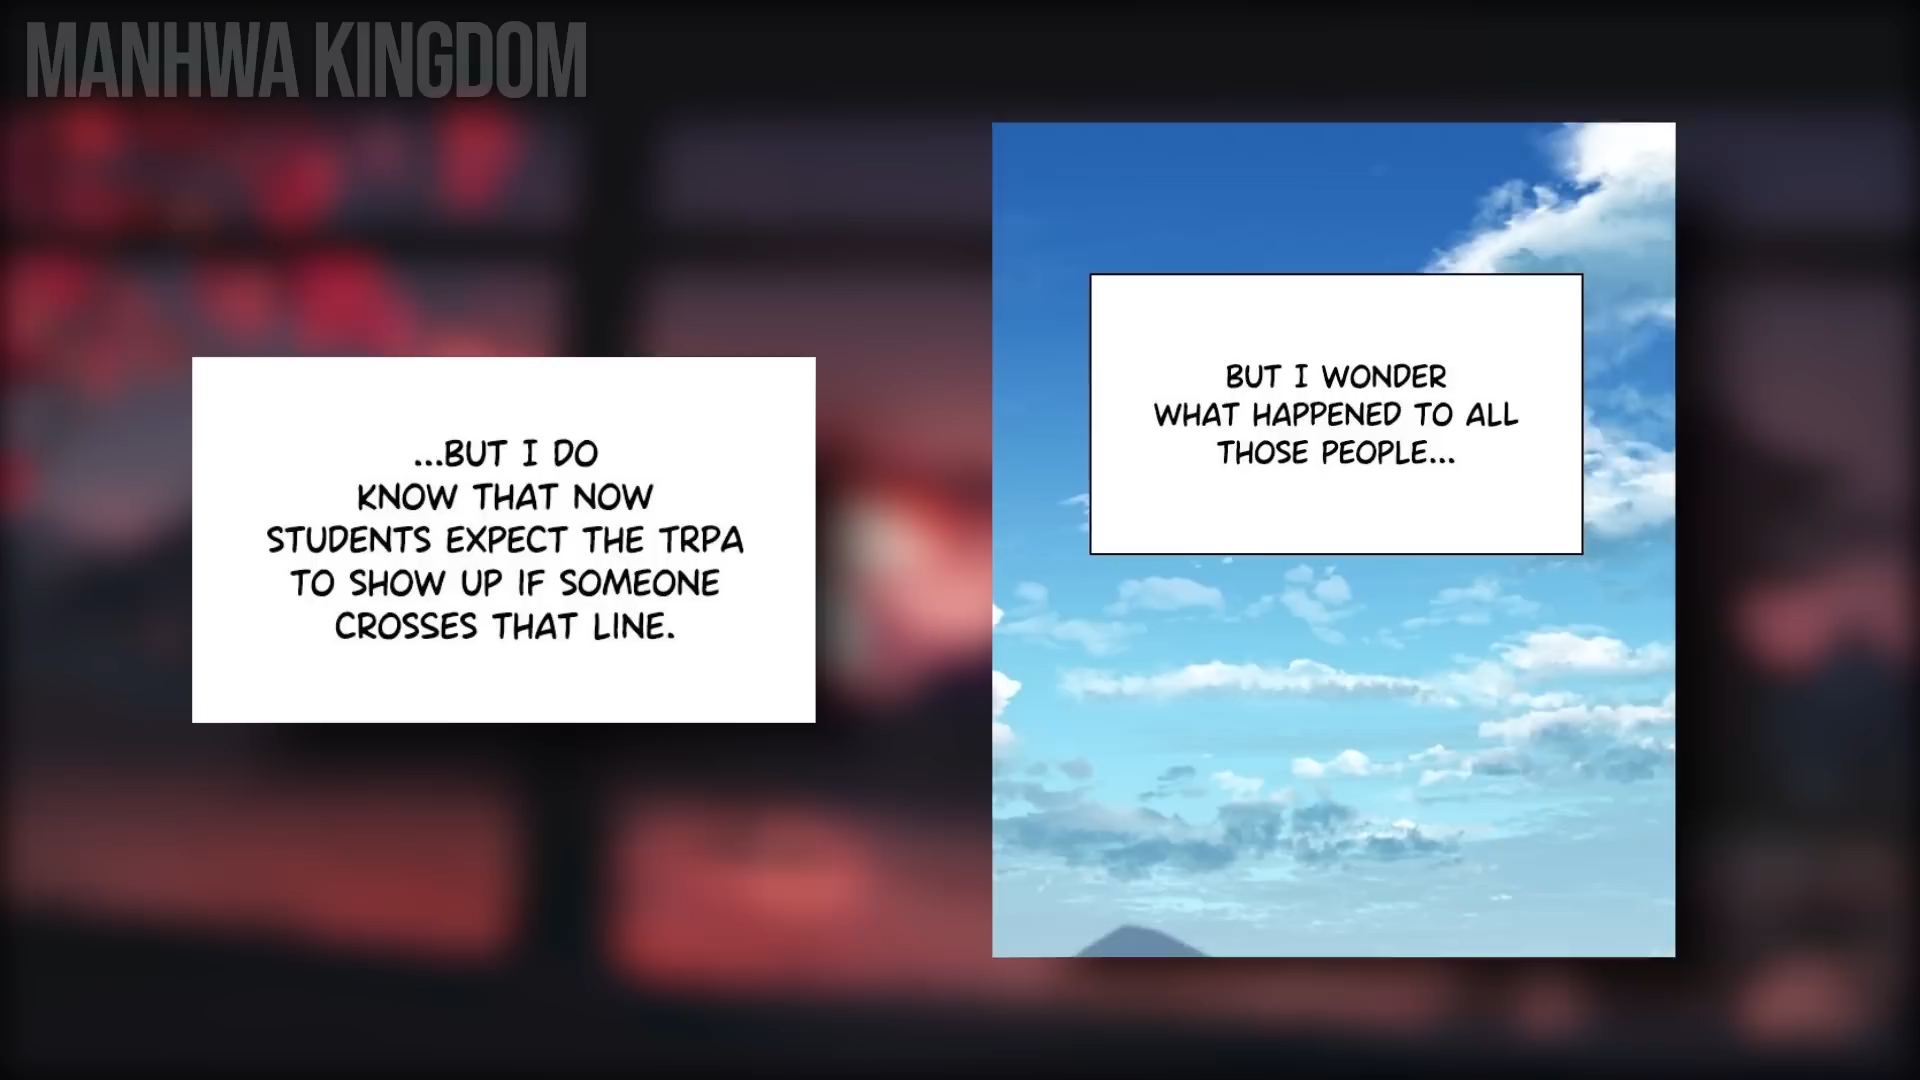 MANHWA KINGDOM
...BUT I DO
KNOW THAT NOW
STUDENTS EXPECT THE TRPA
TO SHOW UP IF SOMEONE
CROSSES THAT LINE.
BUT I WONDER
WHAT HAPPENED TO ALL
THOSE PEOPLE...